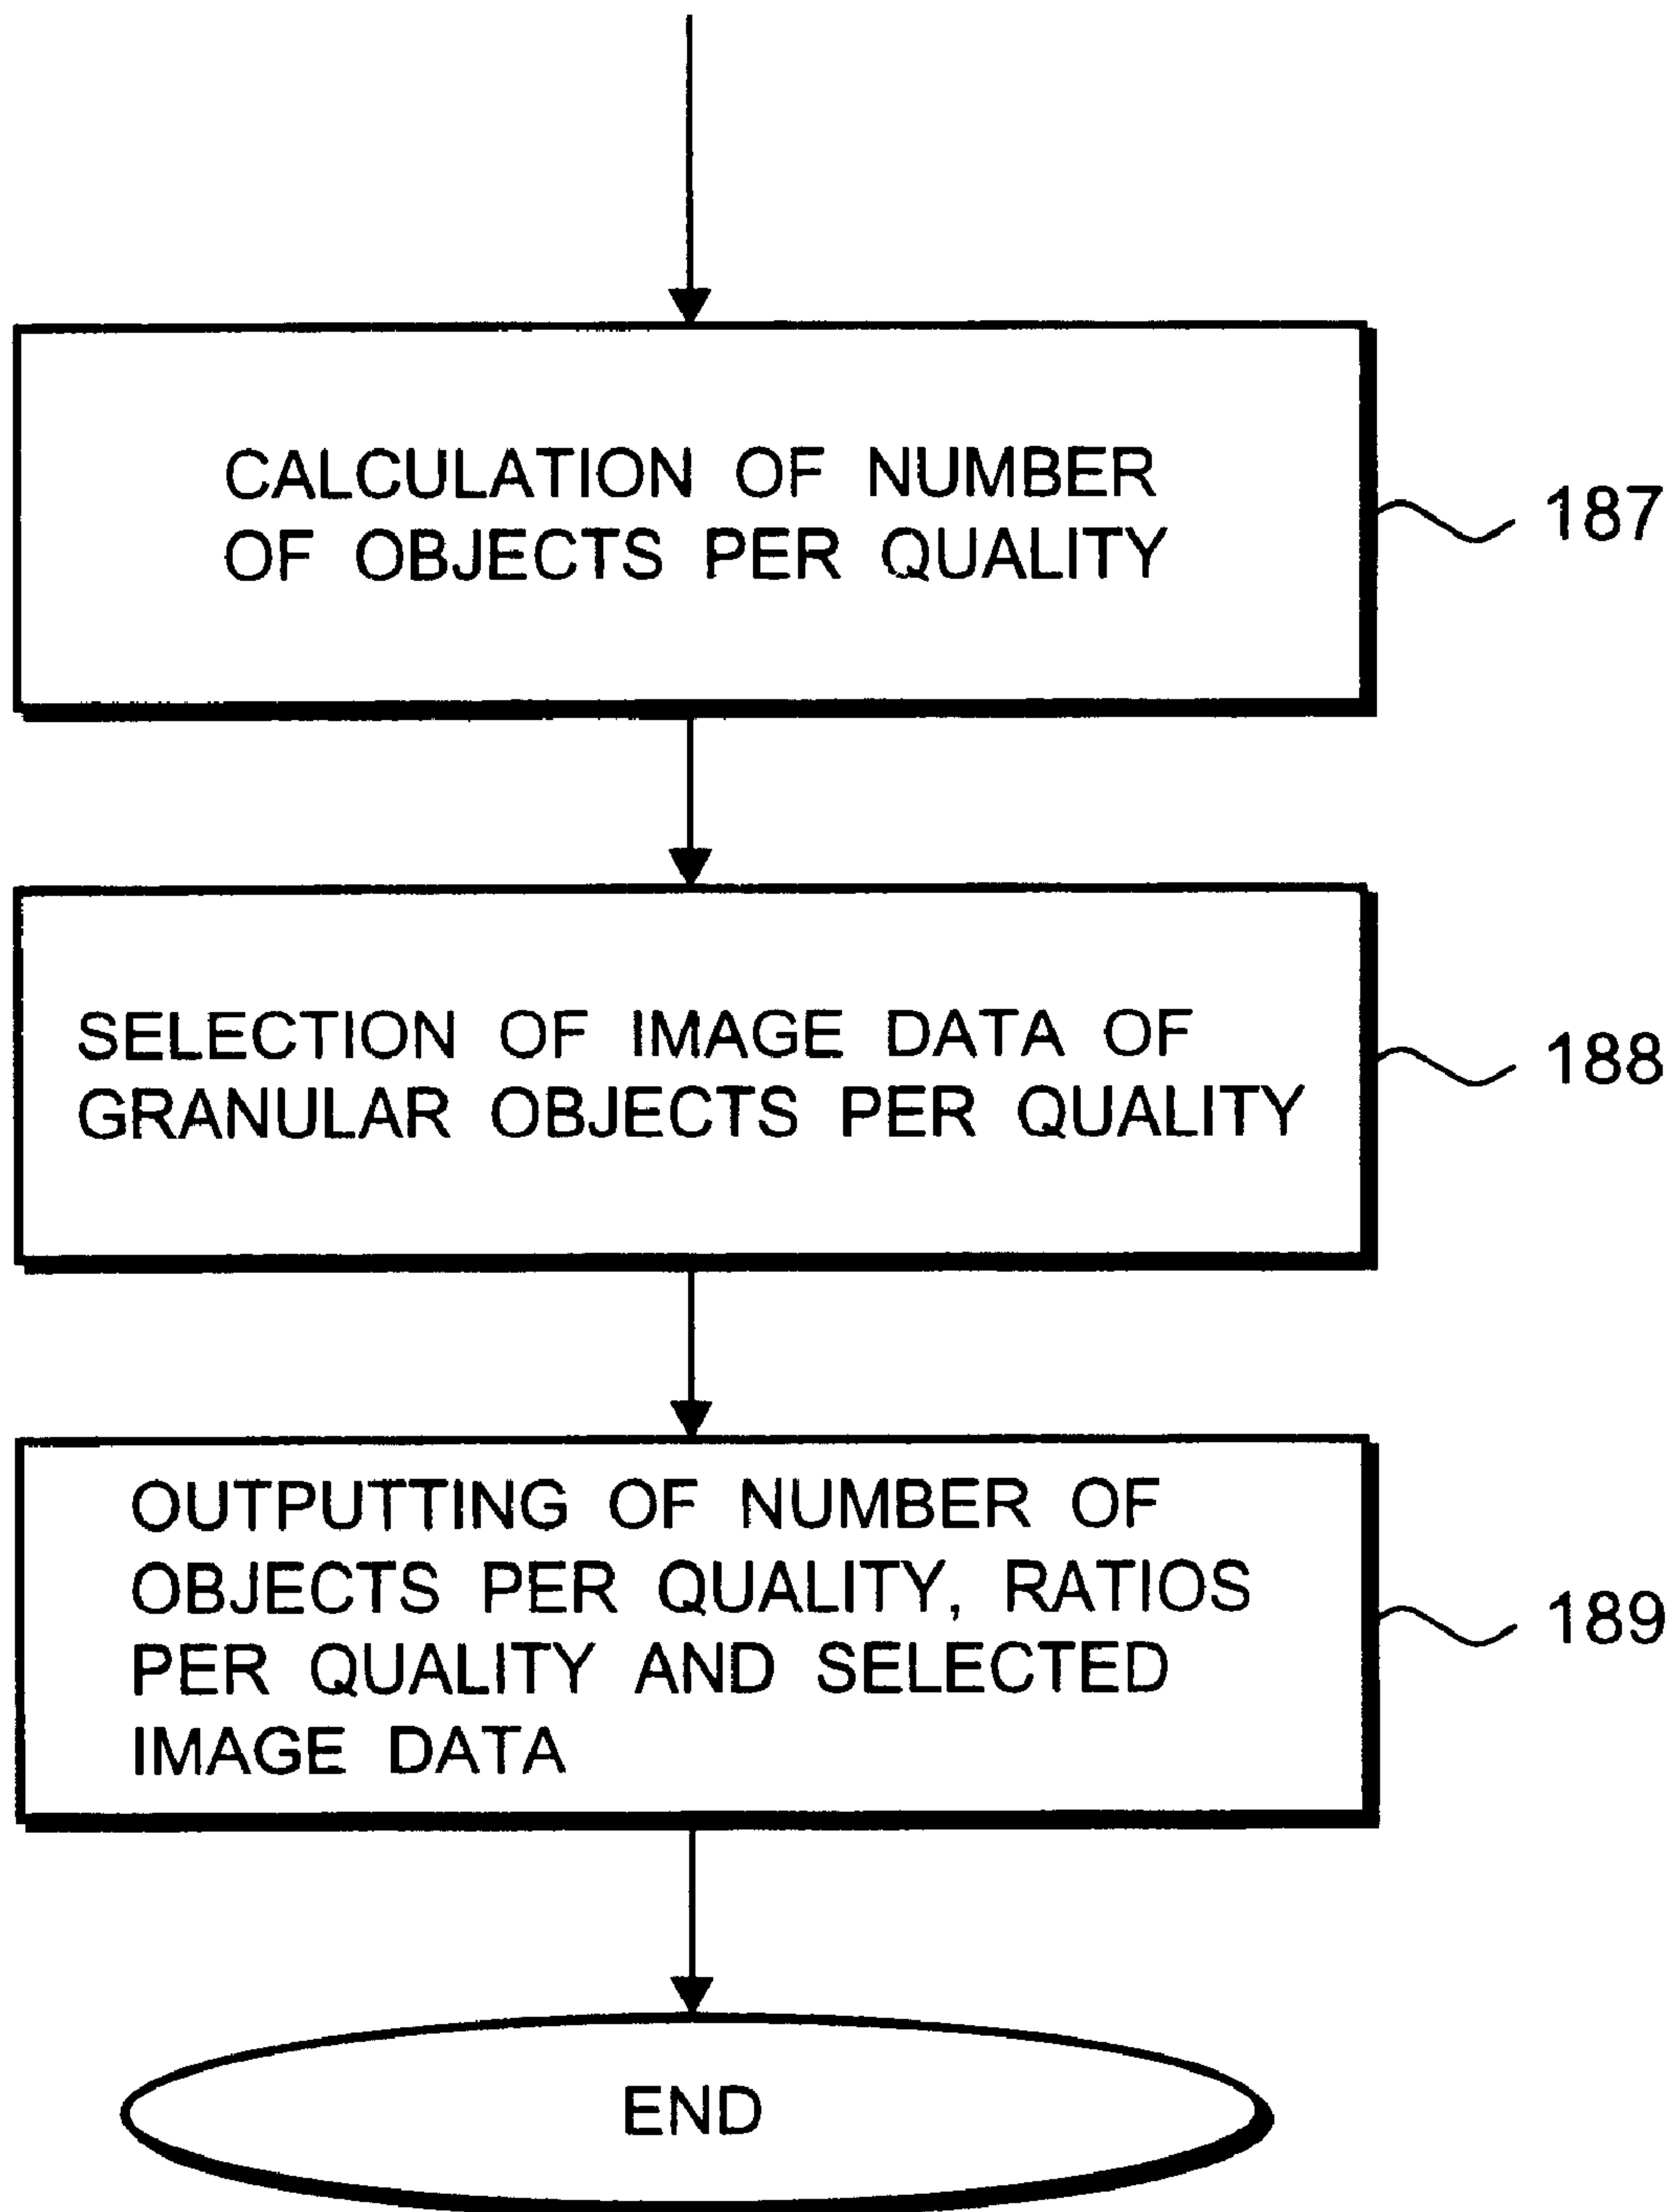 CALCULATION OF NUMBER
OF OBJECTS PER QUALITY
187
SELECTION OF IMAGE DATA OF
GRANULAR OBJECTS PER QUALITY
188
OUTPUTTING OF NUMBER OF
OBJECTS PER QUALITY, RATIOS
PER QUALITY AND SELECTED
IMAGE DATA
189
END